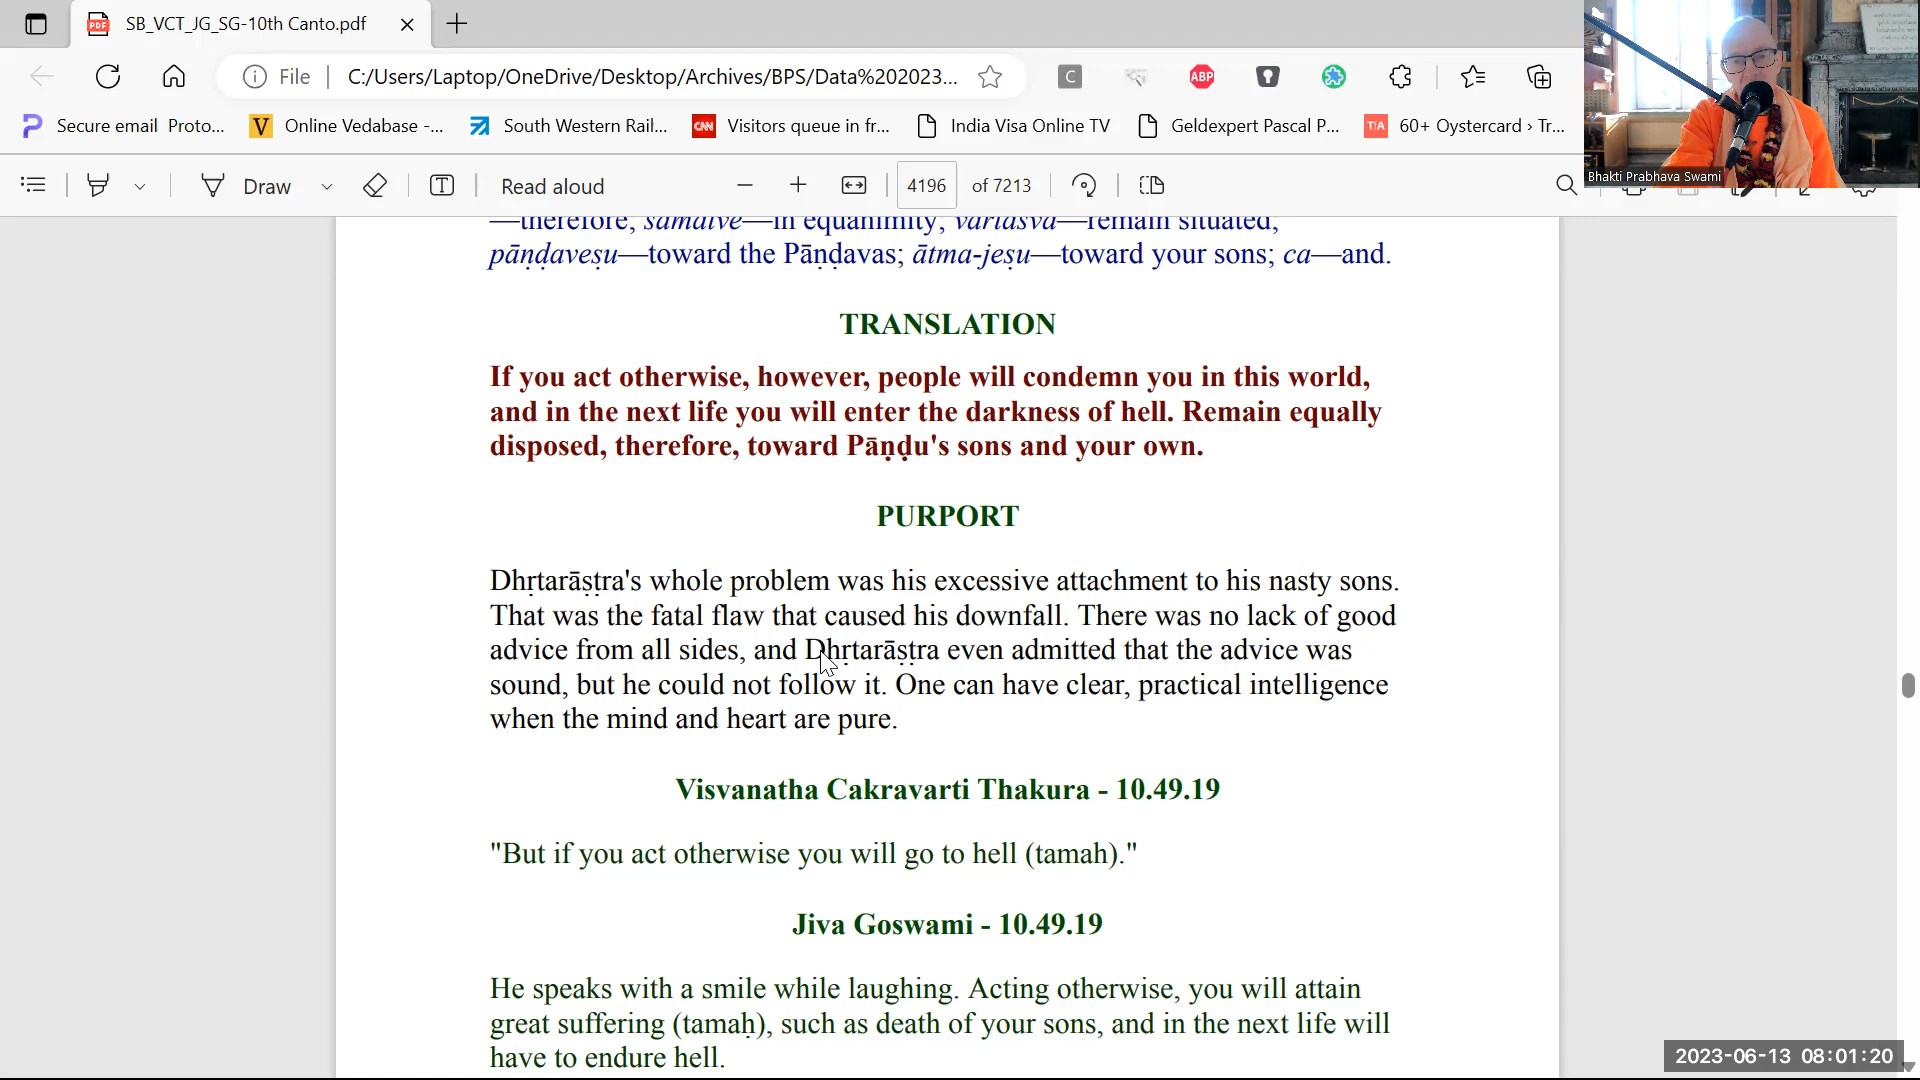 SB_VCT_JG_SG-10th Canto.pdf
File
C:/Users/Laptop/OneDrive/Desktop/Archives/BPS/Data%202023...
C
ABP
Secure email Proto...
V Online Vedabase -...
South Western Rail...
CNN Visitors queue in fr...
India Visa Online TV
Geldexpert Pascal P...
T/A 60+ Oystercard › Tr...
Bhakti Prabhava Swami
Draw
Read aloud
4196 of 7213
—therefore; samatve—in equanimity; vartasva—remain situated;
pāṇḍaveṣu—toward the Pāṇḍavas; ātma-jeṣu—toward your sons; ca—and.
TRANSLATION
If you act otherwise, however, people will condemn you in this world,
and in the next life you will enter the darkness of hell. Remain equally
disposed, therefore, toward Pāṇḍu's sons and your own.
PURPORT
Dhṛtarāṣṭra's whole problem was his excessive attachment to his nasty sons.
That was the fatal flaw that caused his downfall. There was no lack of good
advice from all sides, and Dhṛtarāṣṭra even admitted that the advice was
sound, but he could not follow it. One can have clear, practical intelligence
when the mind and heart are pure.
Visvanatha Cakravarti Thakura - 10.49.19
"But if you act otherwise you will go to hell (tamah)."
Jiva Goswami - 10.49.19
He speaks with a smile while laughing. Acting otherwise, you will attain
great suffering (tamaḥ), such as death of your sons, and in the next life will
have to endure hell.
2023-06-13 08:01:20